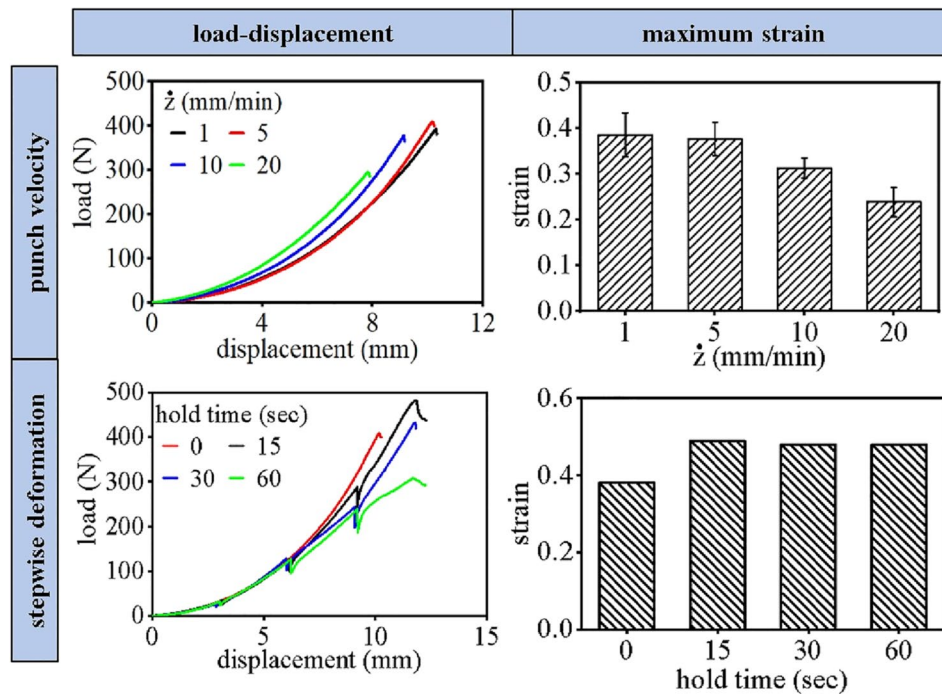 load-displacement
maximum strain
punch velocity
500
400
300
200
100
0
load (N)
ż (mm/min)
1 5
10 20
0 4 8 12
displacement (mm)
0.5
0.4
0.3
0.2
0.1
0.0
strain
1 5 10 20
ż (mm/min)
stepwise deformation
500
400
300
200
100
0
load (N)
hold time (sec)
0 15
30 60
0 5 10 15
displacement (mm)
0.6
0.4
0.2
0.0
strain
0 15 30 60
hold time (sec)